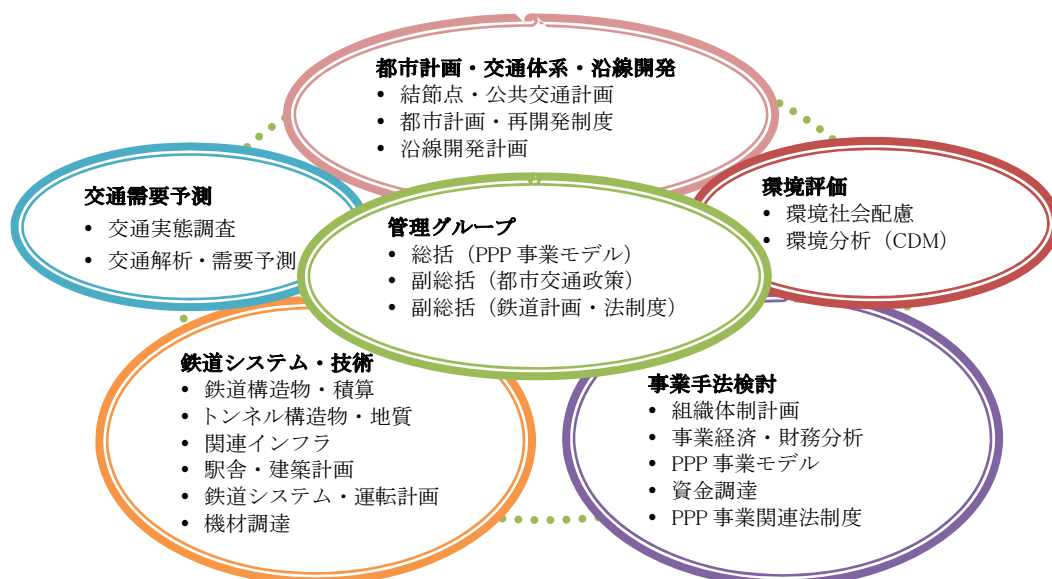 都市計画・交通体系・沿線開発
• 結節点・公共交通計画
• 都市計画・再開発制度
• 沿線開発計画
交通需要予測
• 交通実態調査
• 交通解析・需要予測
環境評価
• 環境社会配慮
• 環境分析（CDM）
管理グループ
• 総括（PPP 事業モデル）
• 副総括（都市交通政策）
• 副総括（鉄道計画・法制度）
鉄道システム・技術
• 鉄道構造物・積算
• トンネル構造物・地質
• 関連インフラ
• 駅舎・建築計画
• 鉄道システム・運転計画
• 機材調達
事業手法検討
• 組織体制計画
• 事業経済・財務分析
• PPP 事業モデル
• 資金調達
• PPP 事業関連法制度